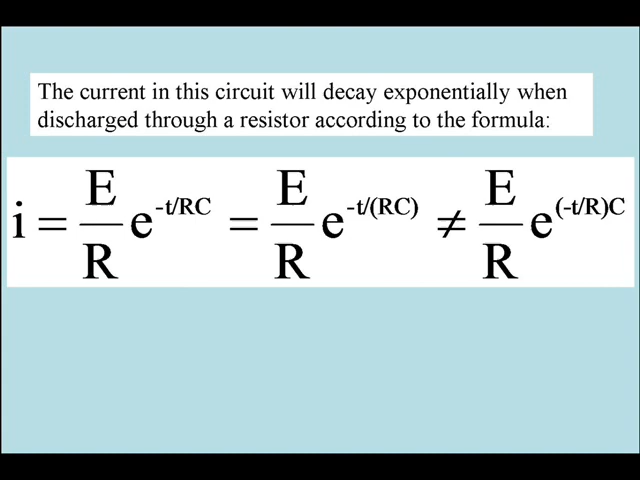 The current in this circuit will decay exponentially when
discharged through a resistor according to the formula:
i = E/R e^-t/RC = E/R e^-t/(RC) ≠ E/R e^(-t/R)C